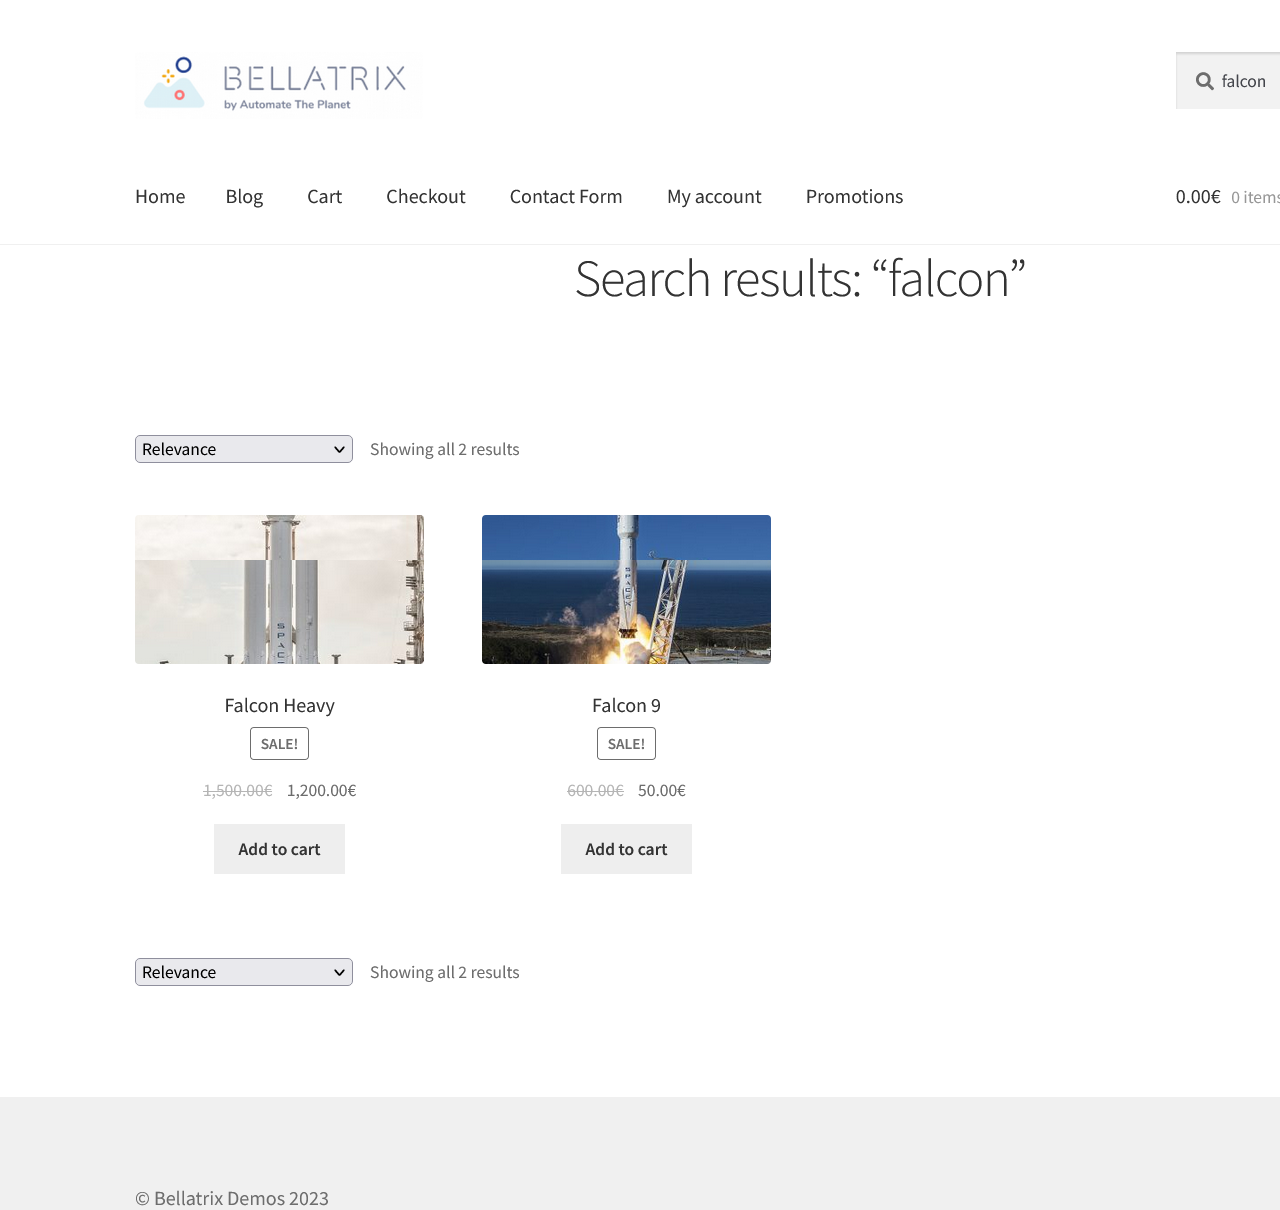 BELLATRIX
by Automate The Planet
falcon
Home Blog Cart Checkout Contact Form My account Promotions
0.00€ 0 items
Search results: “falcon”
Relevance Showing all 2 results
SPACEX
Falcon Heavy
SALE!
1,500.00€ 1,200.00€
Add to cart
SPACEX
Falcon 9
SALE!
600.00€ 50.00€
Add to cart
Relevance Showing all 2 results
© Bellatrix Demos 2023